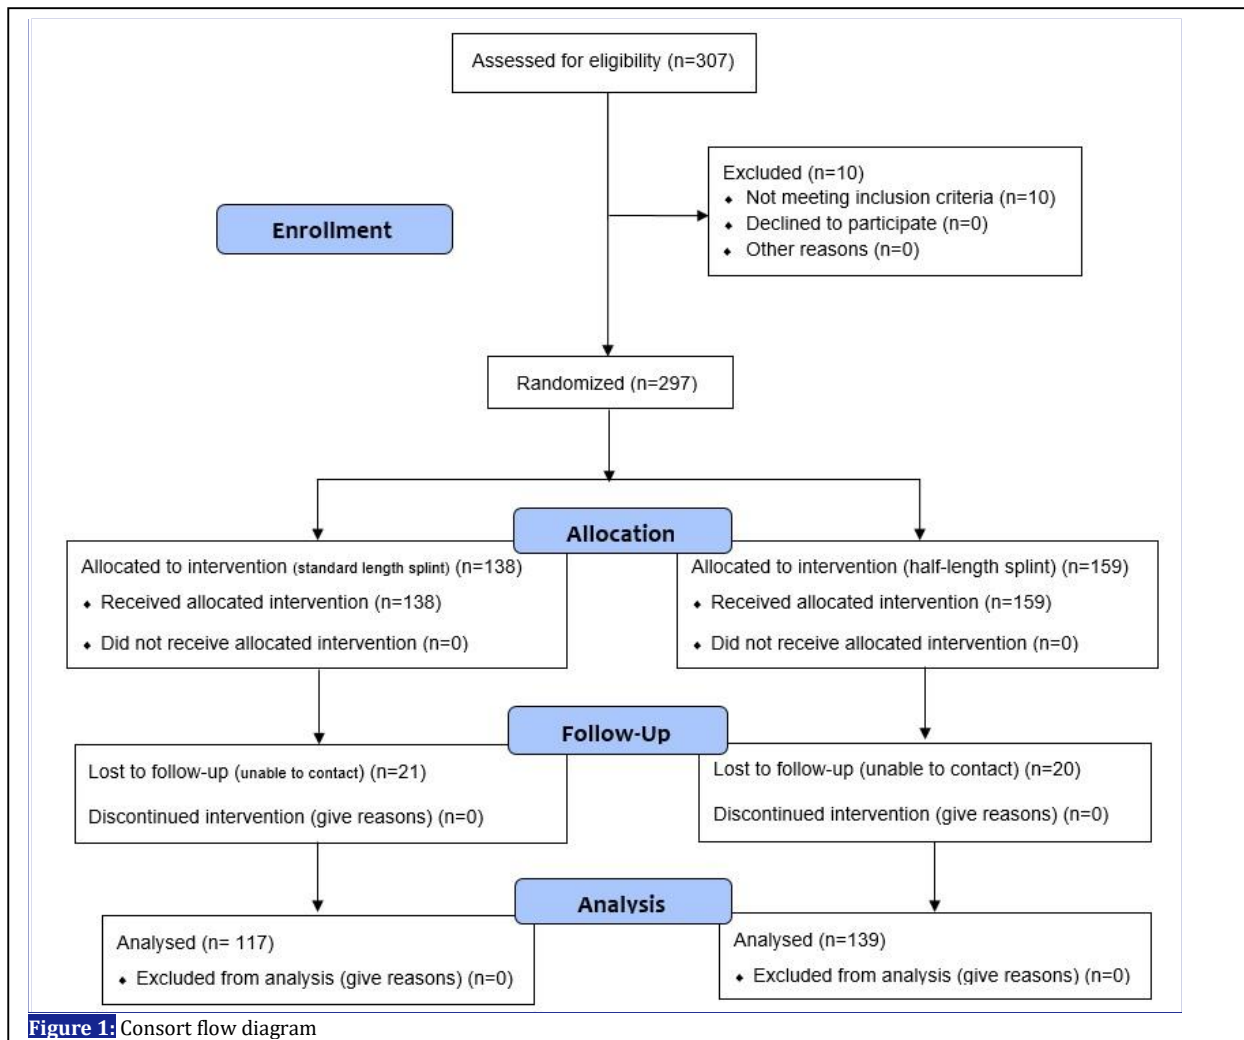 Assessed for eligibility (n=307)
Excluded (n=10)
⬥ Not meeting inclusion criteria (n=10)
⬥ Declined to participate (n=0)
⬥ Other reasons (n=0)
Enrollment
Randomized (n=297)
Allocation
Allocated to intervention (standard length splint) (n=138)
⬥ Received allocated intervention (n=138)
⬥ Did not receive allocated intervention (n=0)
Allocated to intervention (half-length splint) (n=159)
⬥ Received allocated intervention (n=159)
⬥ Did not receive allocated intervention (n=0)
Follow-Up
Lost to follow-up (unable to contact) (n=21)
Discontinued intervention (give reasons) (n=0)
Lost to follow-up (unable to contact) (n=20)
Discontinued intervention (give reasons) (n=0)
Analysis
Analysed (n= 117)
⬥ Excluded from analysis (give reasons) (n=0)
Analysed (n=139)
⬥ Excluded from analysis (give reasons) (n=0)
Figure 1: Consort flow diagram